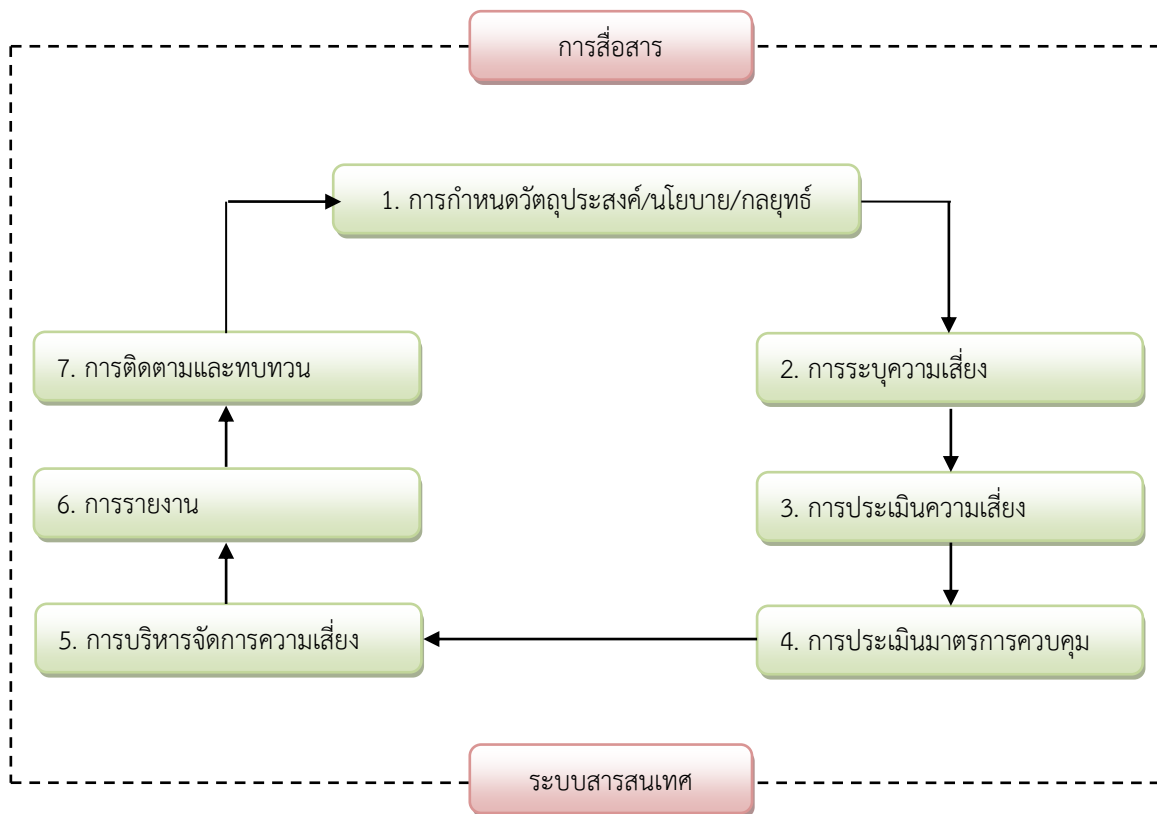 การสื่อสาร
1. การกำหนดวัตถุประสงค์/นโยบาย/กลยุทธ์
2. การระบุความเสี่ยง
3. การประเมินความเสี่ยง
4. การประเมินมาตรการควบคุม
5. การบริหารจัดการความเสี่ยง
6. การรายงาน
7. การติดตามและทบทวน
ระบบสารสนเทศ